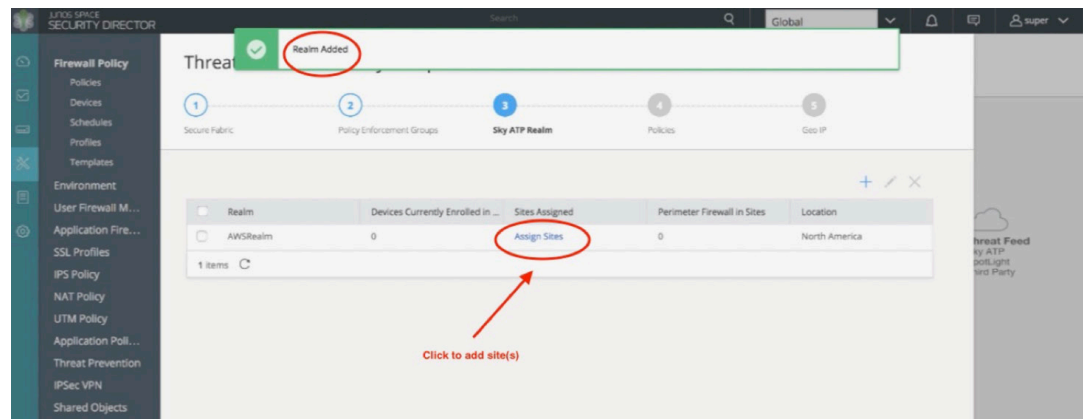 JUNOS SPACE
SECURITY DIRECTOR
Search
Global
super
Realm Added
Firewall Policy
Policies
Devices
Schedules
Profiles
Templates
Environment
User Firewall M...
Application Fire...
SSL Profiles
IPS Policy
NAT Policy
UTM Policy
Application Poli...
Threat Prevention
IPSec VPN
Shared Objects
Threat
1 2 3 4 5
Secure Fabric Policy Enforcement Groups Sky ATP Realm Policies Geo IP
Realm Devices Currently Enrolled in ... Sites Assigned Perimeter Firewall in Sites Location
AWSRealm 0 Assign Sites 0 North America
1 items
Click to add site(s)
hreat Feed
ky ATP
potLight
hird Party